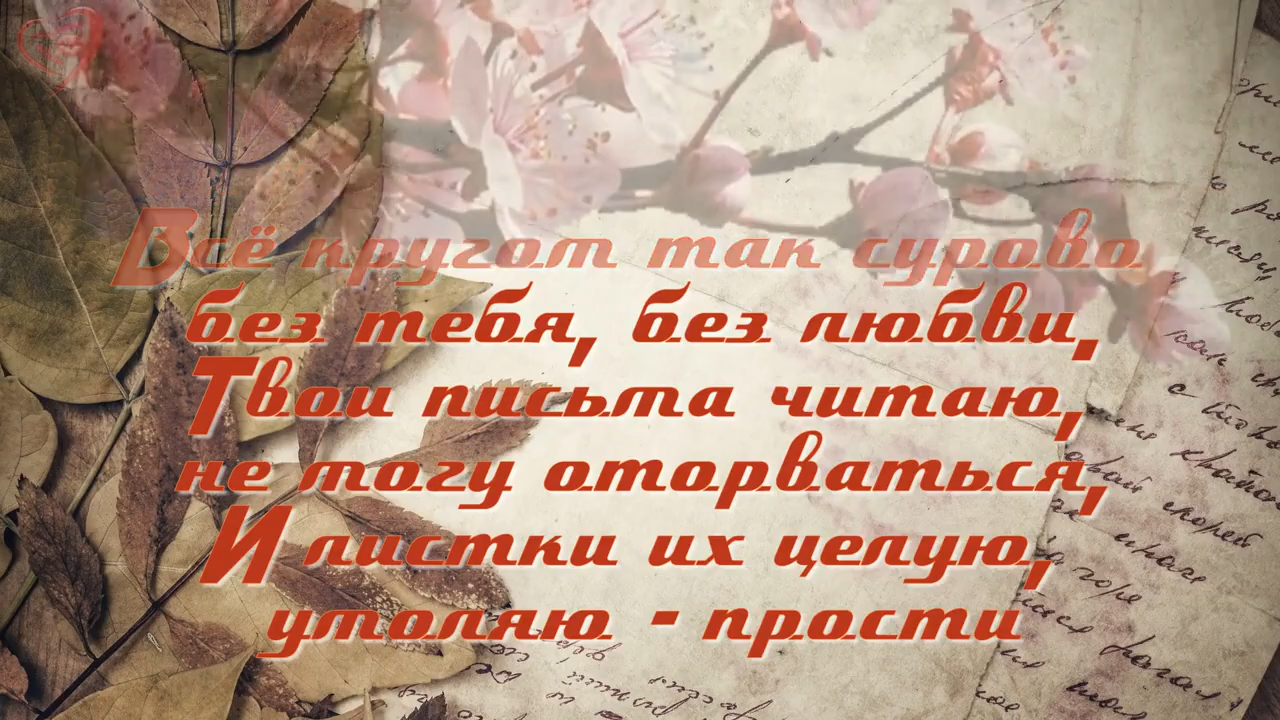 Всё кругом так сурово
без тебя, без любви,
Твои письма читаю,
не могу оторваться,
И листки их целую,
умоляю - прости